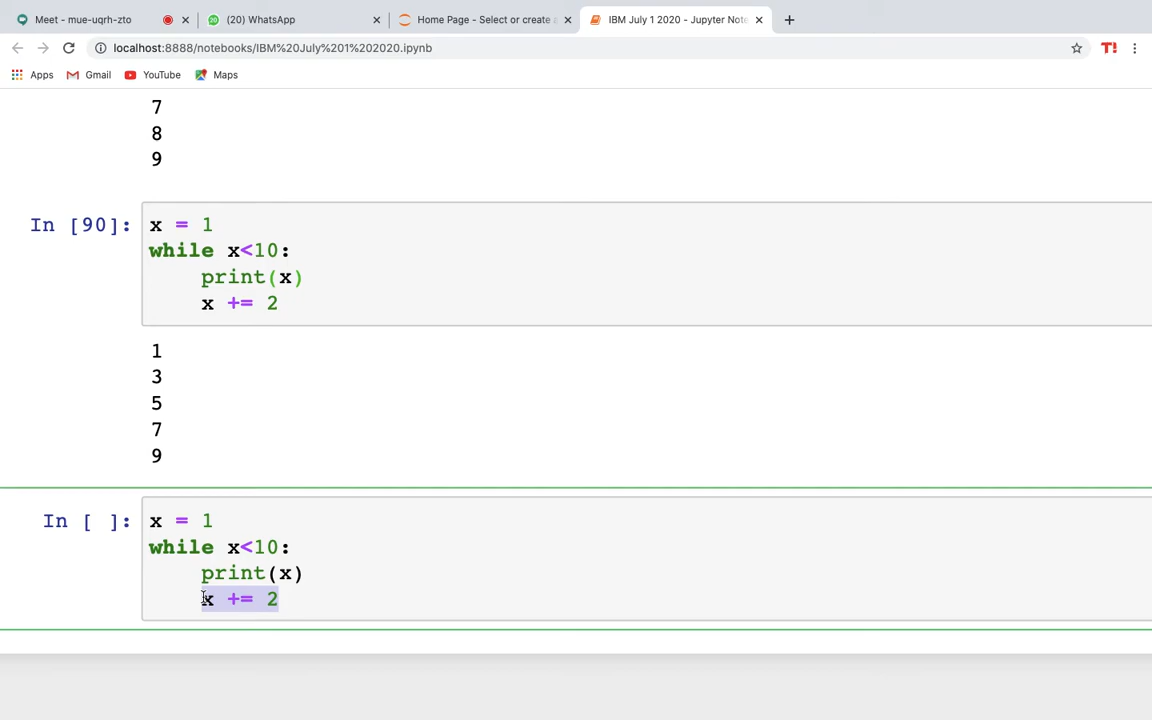 Meet - mue-uqrh-zto
(20) WhatsApp
Home Page - Select or create a
IBM July 1 2020 - Jupyter Note
localhost:8888/notebooks/IBM%20July%201%202020.ipynb
T!
Apps
Gmail
YouTube
Maps
7
8
9
In [90]:
x = 1
while x<10:
print(x)
x += 2
1
3
5
7
9
In [ ]:
x = 1
while x<10:
print(x)
x += 2